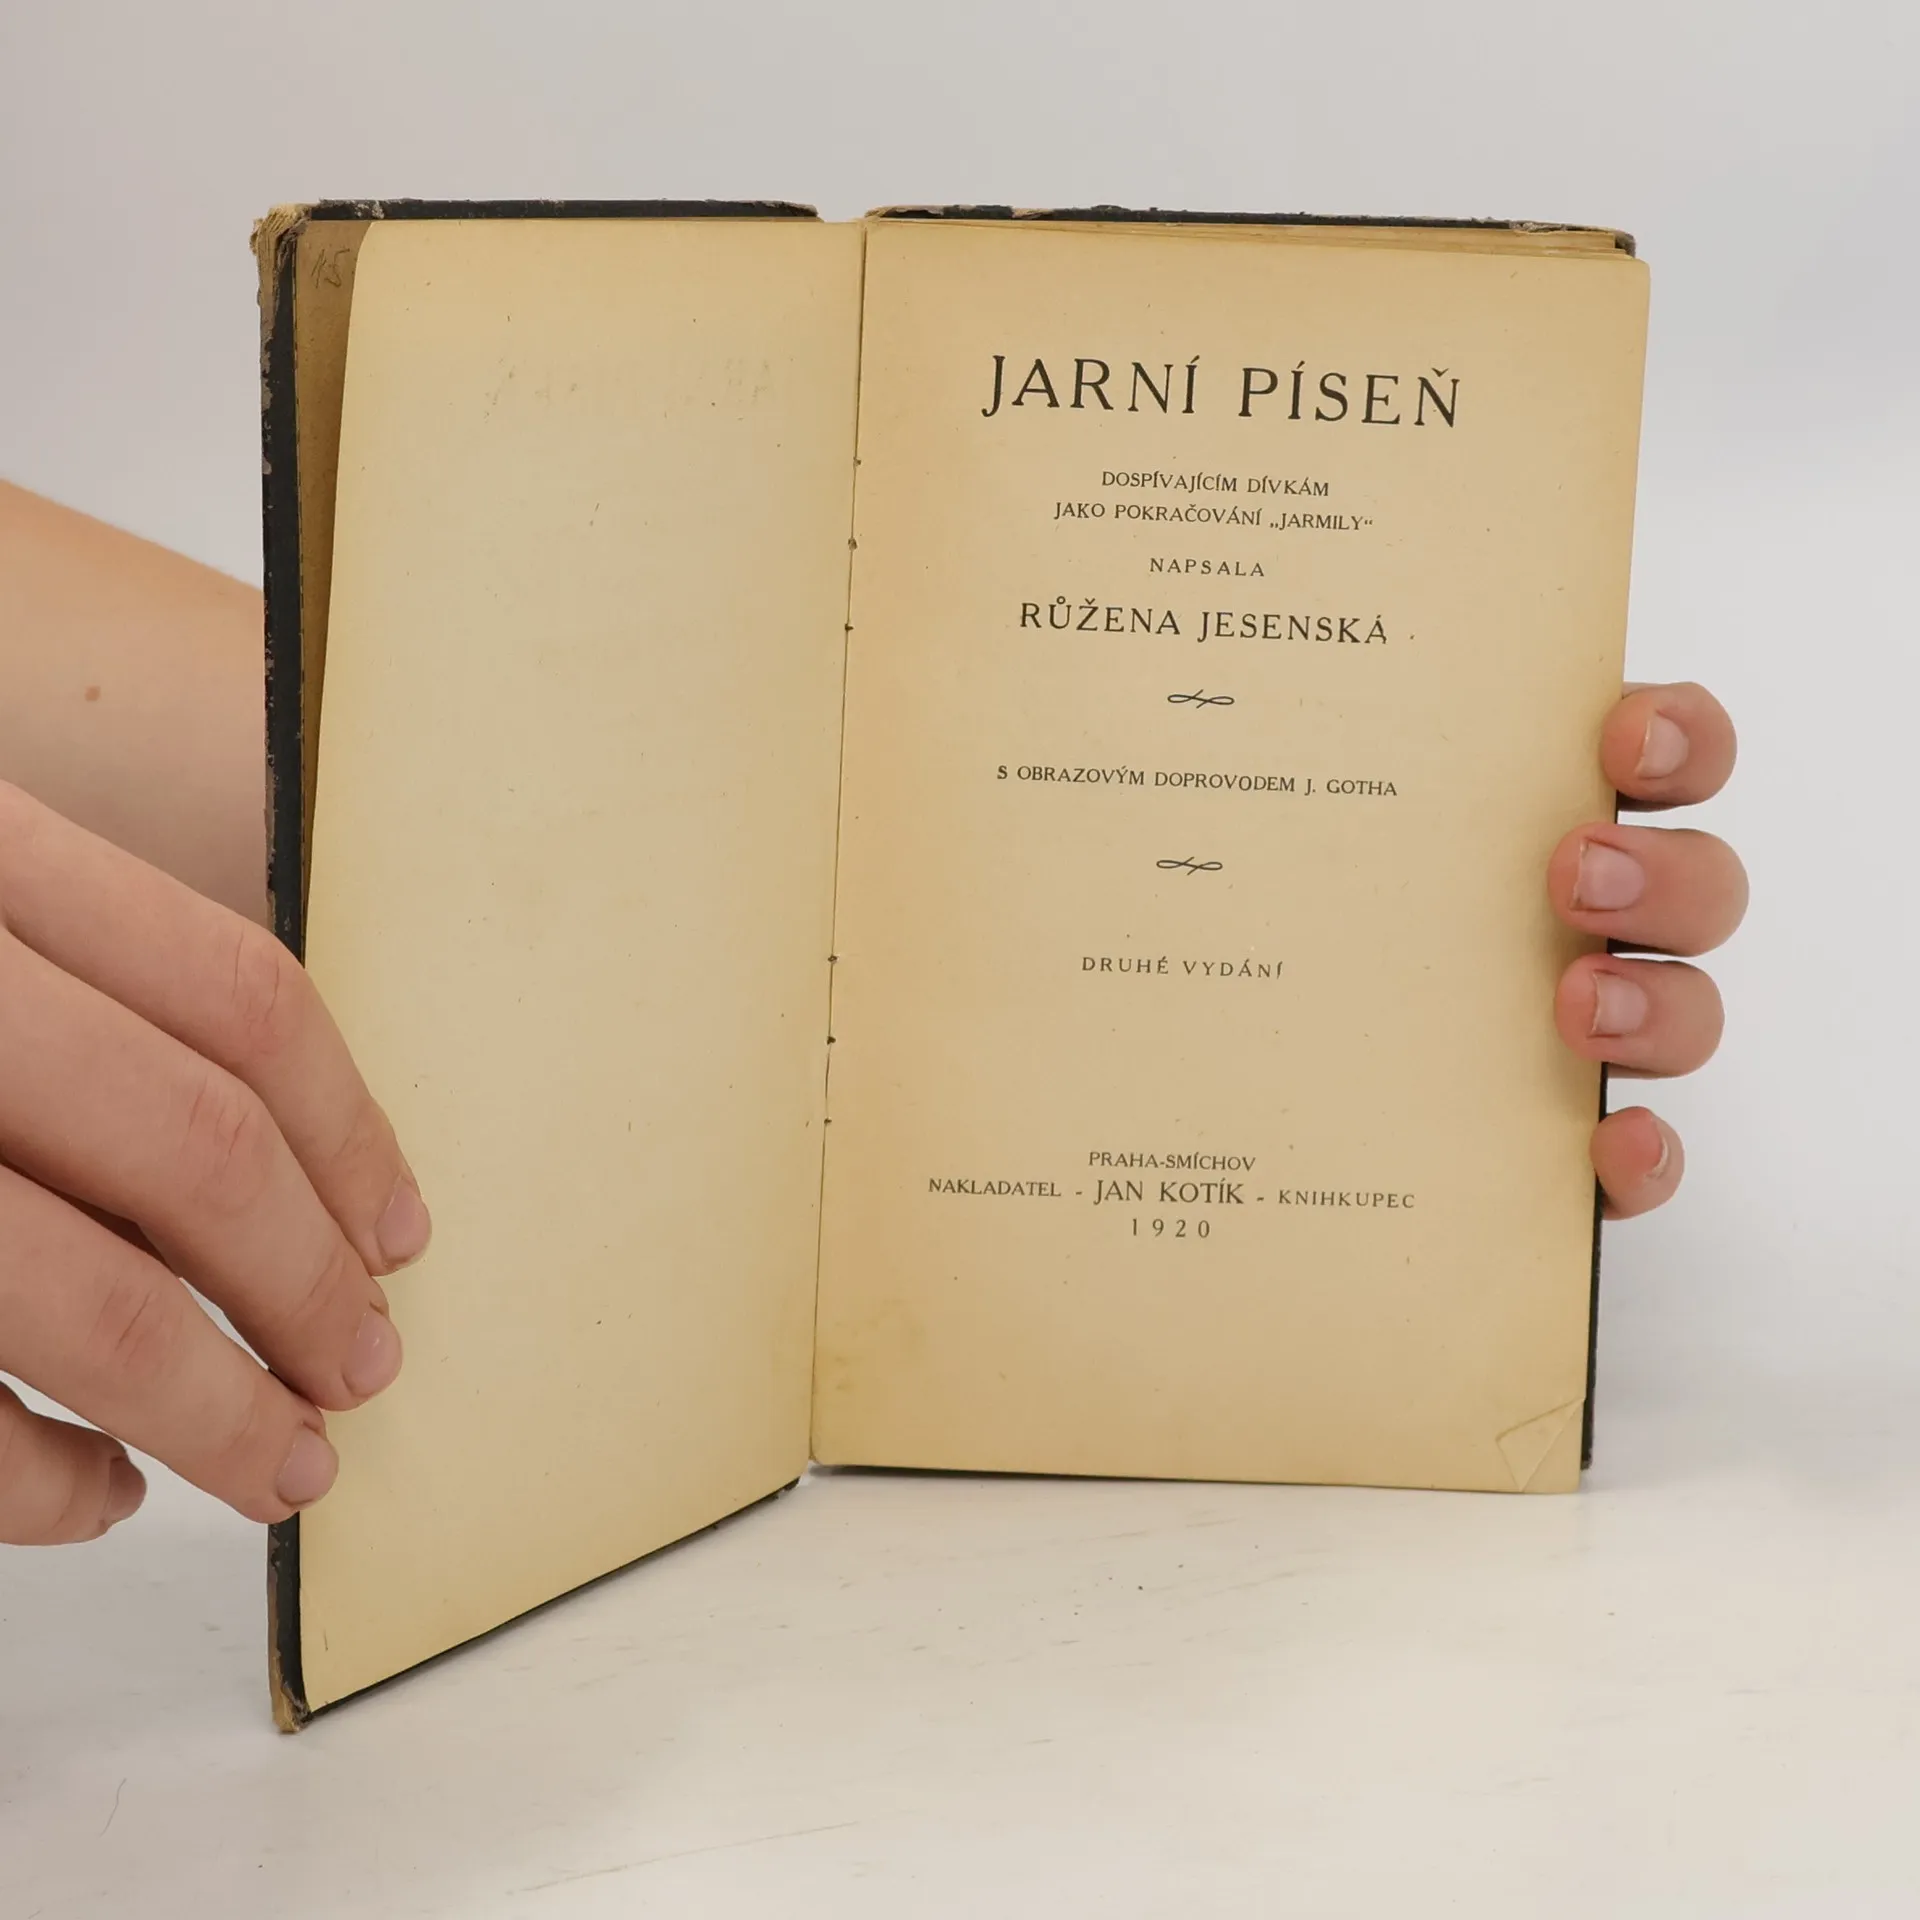 JARNÍ PÍSEŇ
DOSPÍVAJÍCÍM DÍVKÁM
JAKO POKRAČOVÁNÍ „JARMILY“
NAPSALA
RŮŽENA JESENSKÁ
S OBRAZOVÝM DOPROVODEM J. GOTHA
DRUHÉ VYDÁNÍ
PRAHA-SMÍCHOV
NAKLADATEL - JAN KOTÍK - KNIHKUPEC
1920